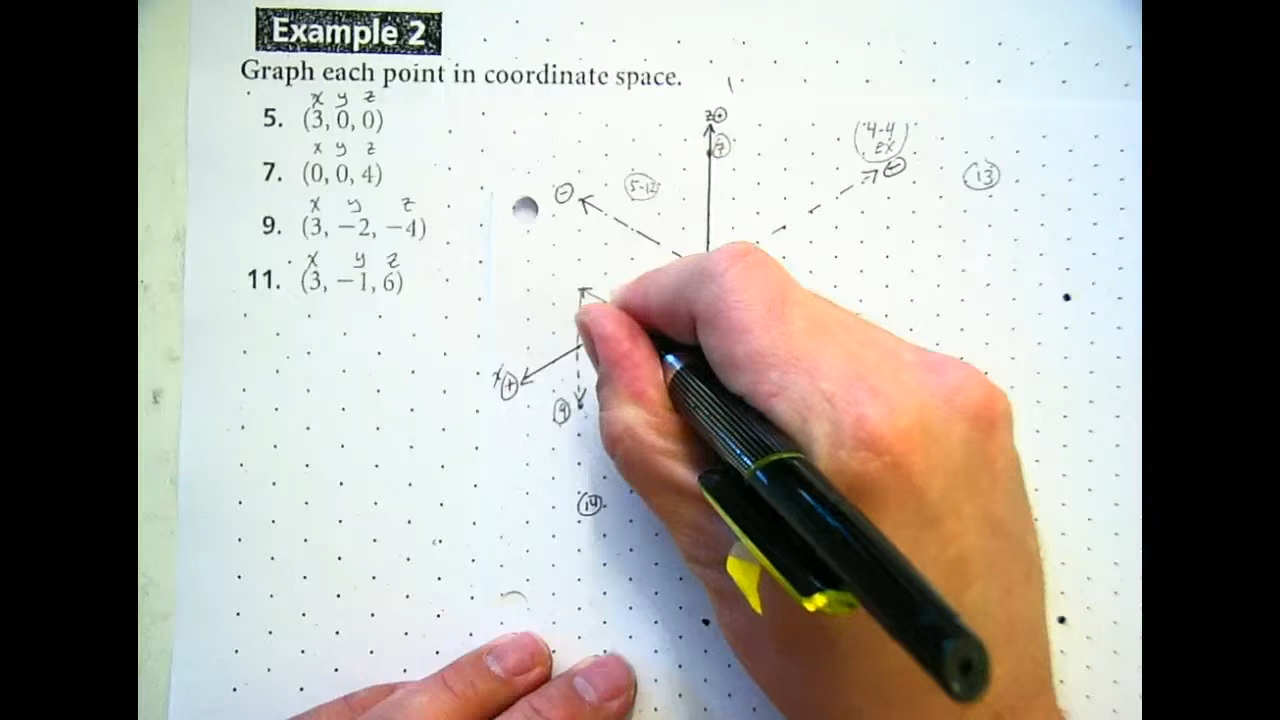 Example 2
Graph each point in coordinate space.
x y z
5. (3, 0, 0)
x y z
7. (0, 0, 4)
x y z
9. (3, −2, −4)
x y z
11. (3, −1, 6)
z +
7
(4-4
EX)
−
13
5-12
−
x +
9
14